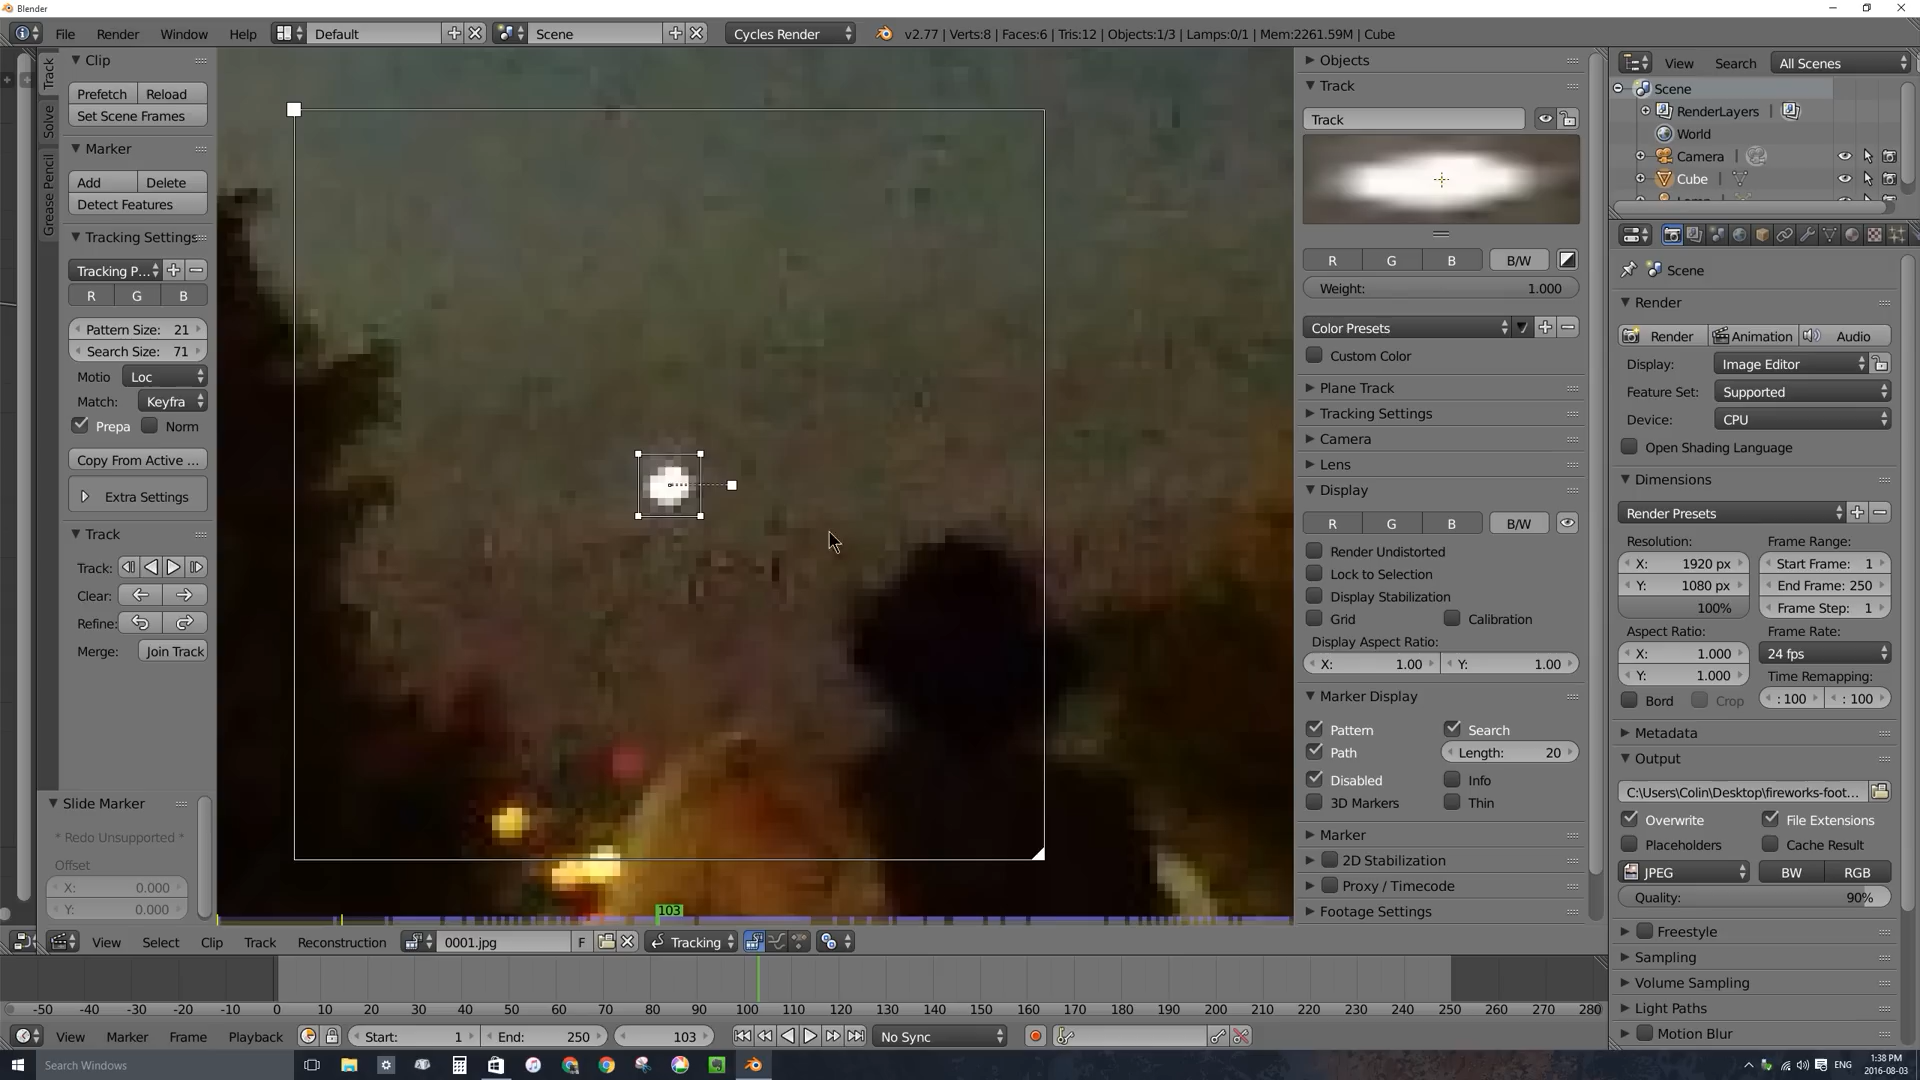 Blender
File Render Window Help Default Scene Cycles Render v2.77 | Verts:8 | Faces:6 | Tris:12 | Objects:1/3 | Lamps:0/1 | Mem:2261.59M | Cube
Track
Solve
Grease Pencil
Clip
Prefetch Reload
Set Scene Frames
Marker
Add Delete
Detect Features
Tracking Settings
Tracking P...
R G B
Pattern Size: 21
Search Size: 71
Motio Loc
Match: Keyfra
Prepa Norm
Copy From Active ...
Extra Settings
Track
Track:
Clear:
Refine:
Merge: Join Track
Slide Marker
* Redo Unsupported *
Offset
X: 0.000
Y: 0.000
103
Objects
Track
Track
R G B B/W
Weight: 1.000
Color Presets
Custom Color
Plane Track
Tracking Settings
Camera
Lens
Display
R G B B/W
Render Undistorted
Lock to Selection
Display Stabilization
Grid Calibration
Display Aspect Ratio:
X: 1.00 Y: 1.00
Marker Display
Pattern Search
Path Length: 20
Disabled Info
3D Markers Thin
Marker
2D Stabilization
Proxy / Timecode
Footage Settings
View Search All Scenes
Scene
RenderLayers |
World
Camera |
Cube |
Scene
Render
Render Animation Audio
Display: Image Editor
Feature Set: Supported
Device: CPU
Open Shading Language
Dimensions
Render Presets
Resolution: Frame Range:
X: 1920 px Start Frame: 1
Y: 1080 px End Frame: 250
100% Frame Step: 1
Aspect Ratio: Frame Rate:
X: 1.000 24 fps
Y: 1.000 Time Remapping:
Bord Crop : 100 : 100
Metadata
Output
C:\Users\Colin\Desktop\fireworks-foot...
Overwrite File Extensions
Placeholders Cache Result
JPEG BW RGB
Quality: 90%
Freestyle
Sampling
Volume Sampling
Light Paths
Motion Blur
View Select Clip Track Reconstruction 0001.jpg F Tracking
-50 -40 -30 -20 -10 0 10 20 30 40 50 60 70 80 90 100 110 120 130 140 150 160 170 180 190 200 210 220 230 240 250 260 270 280
View Marker Frame Playback Start: 1 End: 250 103 No Sync
Search Windows ENG 1:38 PM
2016-08-03